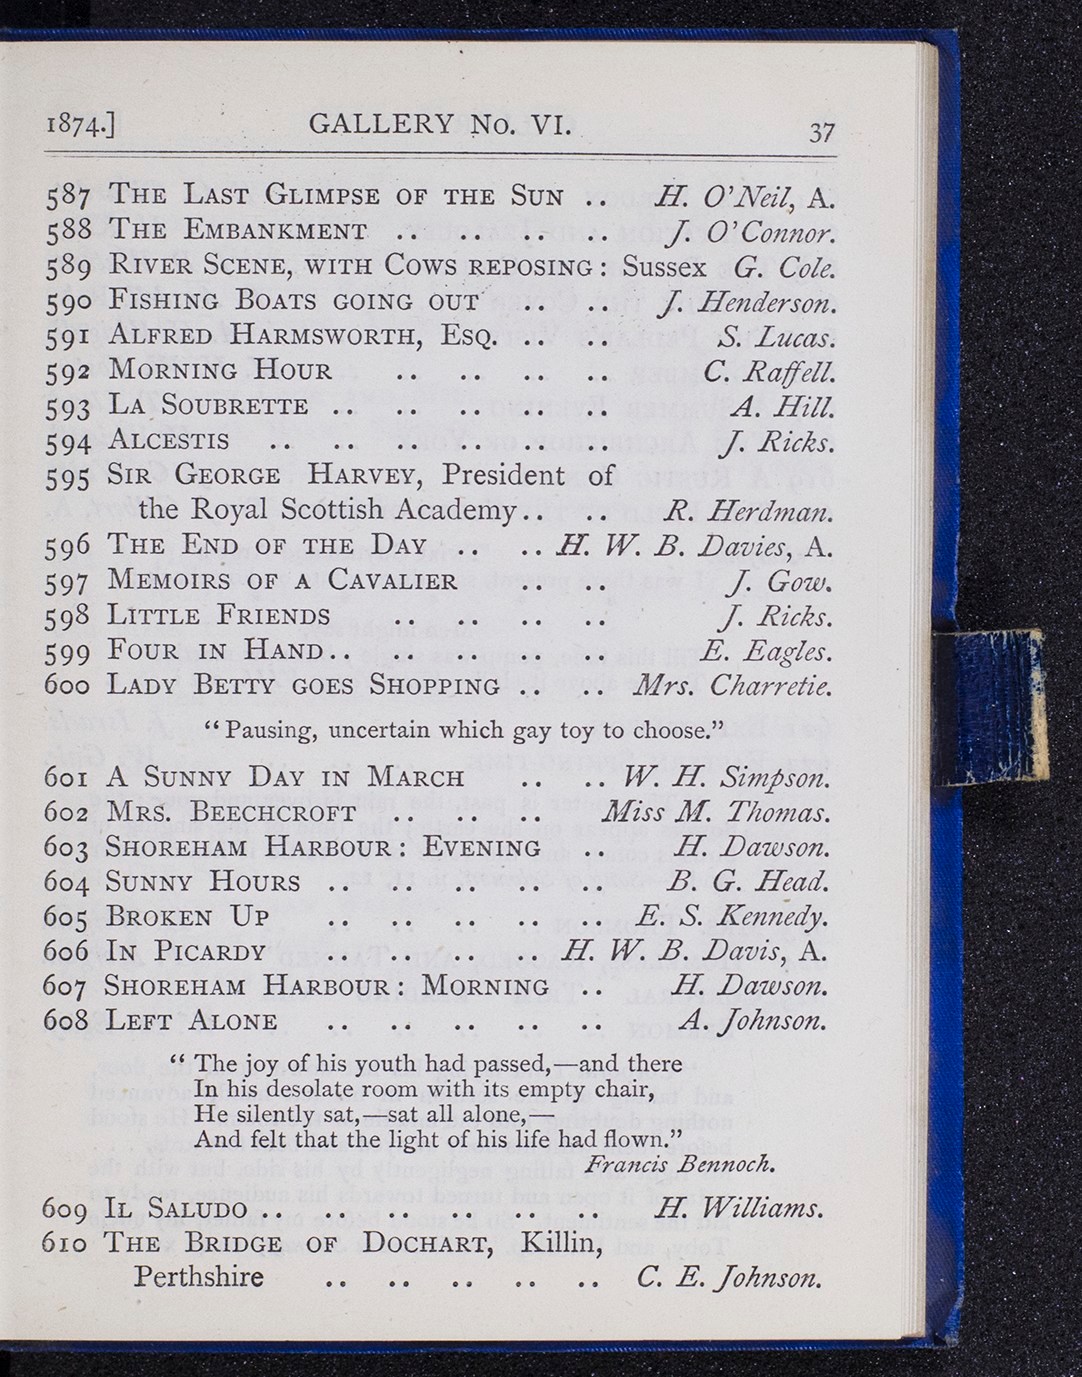 1874.] GALLERY No. VI. 37
587 THE LAST GLIMPSE OF THE SUN .. H. O'Neil, A.
588 THE EMBANKMENT .. .. .. .. J. O'Connor.
589 RIVER SCENE, WITH COWS REPOSING: Sussex G. Cole.
590 FISHING BOATS GOING OUT .. .. J. Henderson.
591 ALFRED HARMSWORTH, ESQ. .. .. S. Lucas.
592 MORNING HOUR .. .. .. .. C. Raffell.
593 LA SOUBRETTE .. .. .. .. .. A. Hill.
594 ALCESTIS .. .. .. .. .. .. J. Ricks.
595 SIR GEORGE HARVEY, President of
the Royal Scottish Academy.. .. R. Herdman.
596 THE END OF THE DAY .. .. H. W. B. Davies, A.
597 MEMOIRS OF A CAVALIER .. .. J. Gow.
598 LITTLE FRIENDS .. .. .. .. J. Ricks.
599 FOUR IN HAND.. .. .. .. .. E. Eagles.
600 LADY BETTY GOES SHOPPING .. .. Mrs. Charretie.
"Pausing, uncertain which gay toy to choose."
601 A SUNNY DAY IN MARCH .. .. W. H. Simpson.
602 MRS. BEECHCROFT .. .. .. Miss M. Thomas.
603 SHOREHAM HARBOUR: EVENING .. H. Dawson.
604 SUNNY HOURS .. .. .. .. .. B. G. Head.
605 BROKEN UP .. .. .. .. .. E. S. Kennedy.
606 IN PICARDY .. .. .. .. H. W. B. Davis, A.
607 SHOREHAM HARBOUR: MORNING .. H. Dawson.
608 LEFT ALONE .. .. .. .. .. A. Johnson.
"The joy of his youth had passed,—and there
In his desolate room with its empty chair,
He silently sat,—sat all alone,—
And felt that the light of his life had flown."
Francis Bennoch.
609 IL SALUDO .. .. .. .. .. .. H. Williams.
610 THE BRIDGE OF DOCHART, Killin,
Perthshire .. .. .. .. .. C. E. Johnson.